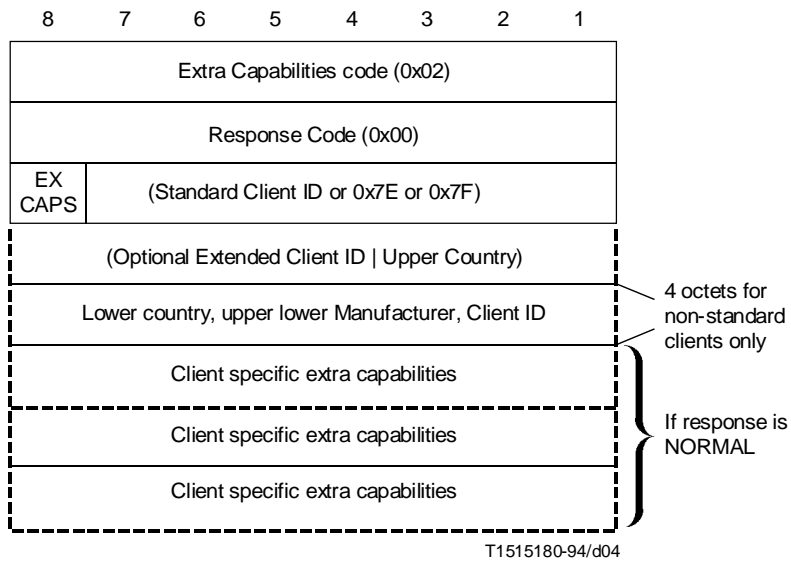 8 7 6 5 4 3 2 1
Extra Capabilities code (0x02)
Response Code (0x00)
EX
CAPS
(Standard Client ID or 0x7E or 0x7F)
(Optional Extended Client ID | Upper Country)
Lower country, upper lower Manufacturer, Client ID
4 octets for
non-standard
clients only
Client specific extra capabilities
Client specific extra capabilities
Client specific extra capabilities
If response is
NORMAL
T1515180-94/d04